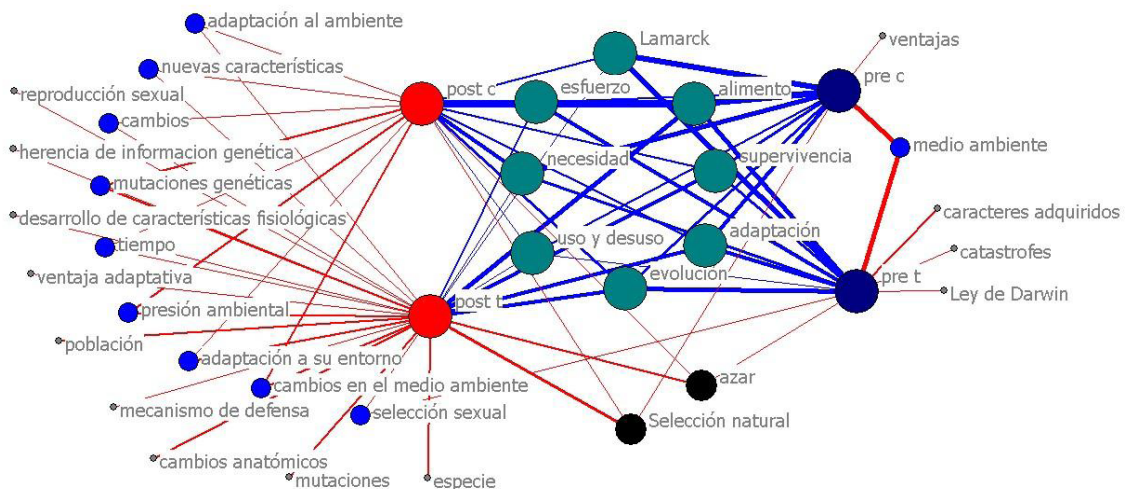 adaptación al ambiente
nuevas características
reproducción sexual
cambios
herencia de informacion genética
mutaciones genéticas
desarrollo de características fisiológicas
tiempo
ventaja adaptativa
presión ambiental
población
adaptación a su entorno
cambios en el medio ambiente
mecanismo de defensa
selección sexual
cambios anatómicos
mutaciones
especie
post c
post t
Lamarck
esfuerzo
alimento
necesidad
supervivencia
uso y desuso
adaptación
evolución
azar
Selección natural
ventajas
pre c
medio ambiente
caracteres adquiridos
catastrofes
pre t
Ley de Darwin